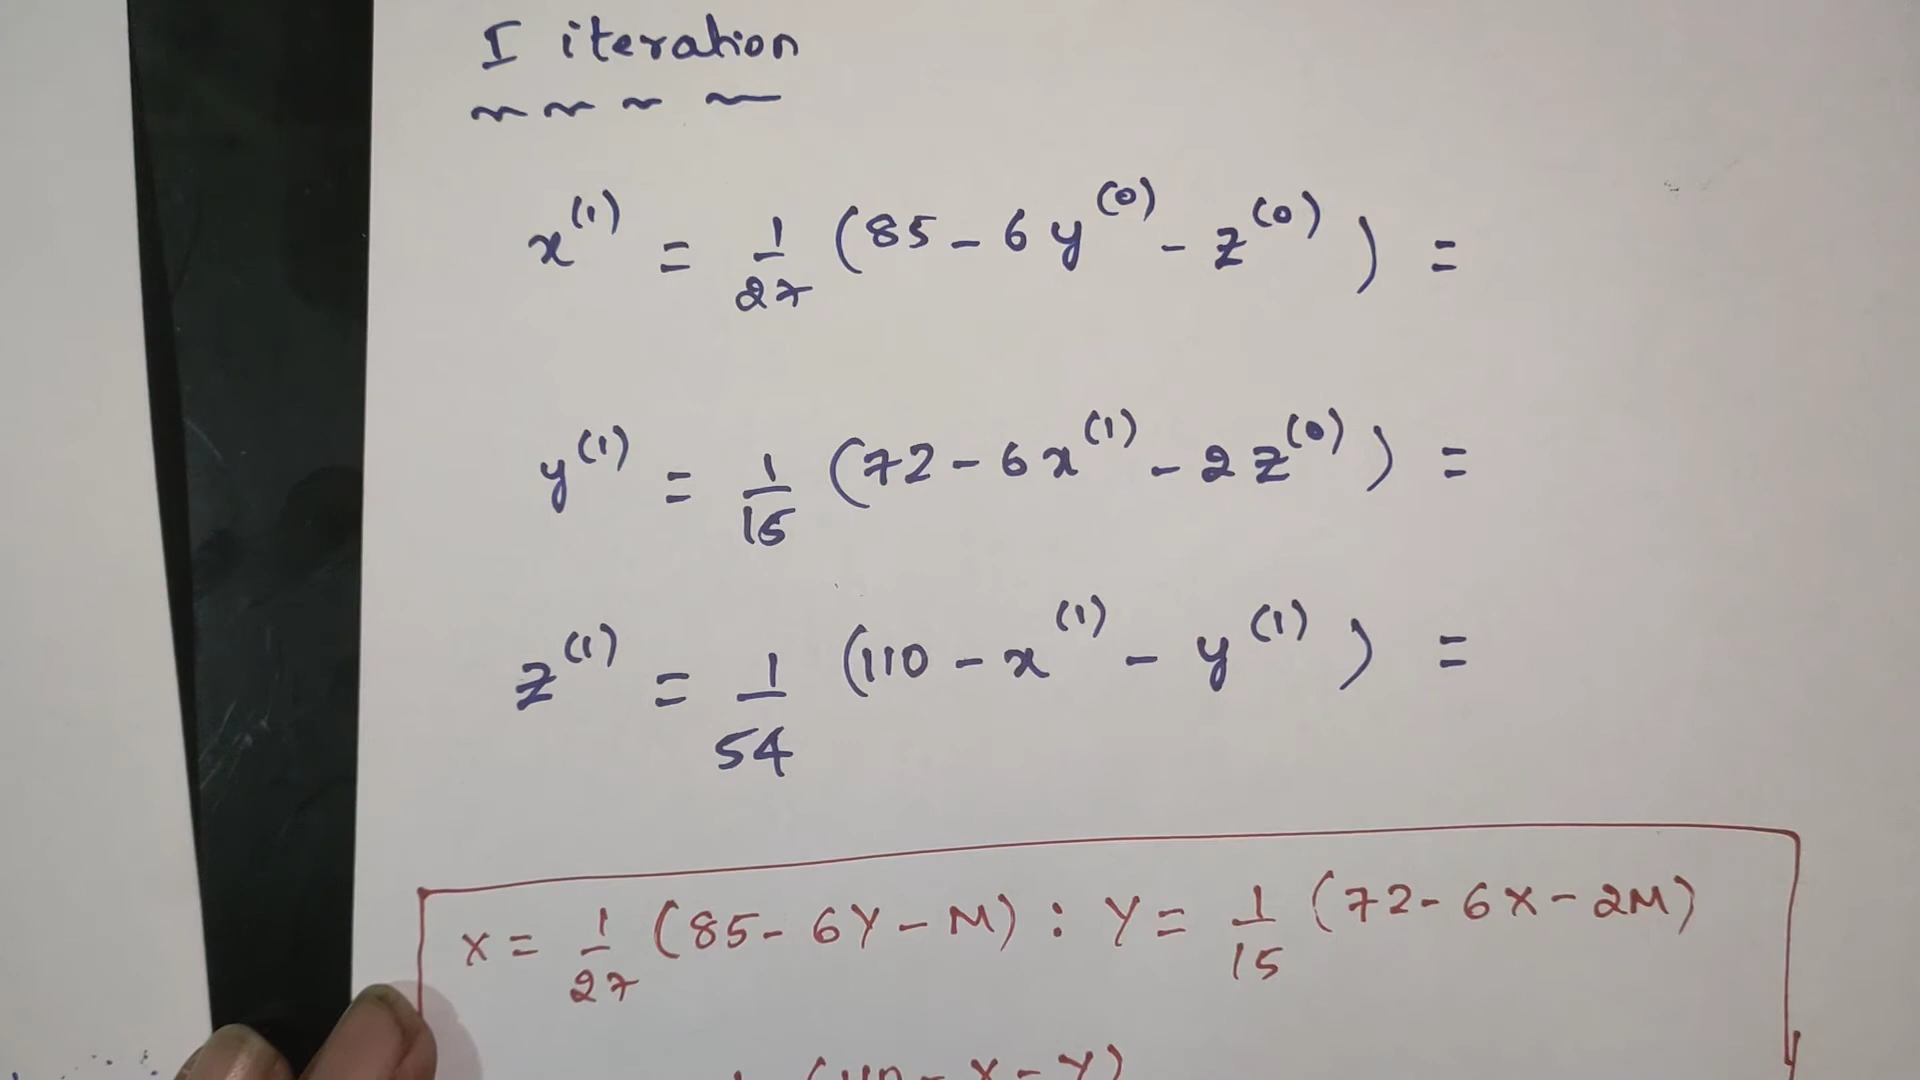 I iteration
x^(1) = 1/27 (85 - 6y^(0) - z^(0)) =
y^(1) = 1/15 (72 - 6x^(1) - 2z^(0)) =
z^(1) = 1/54 (110 - x^(1) - y^(1)) =
X = 1/27 (85 - 6Y - M) : Y = 1/15 (72 - 6X - 2M)
(110 - X - Y)